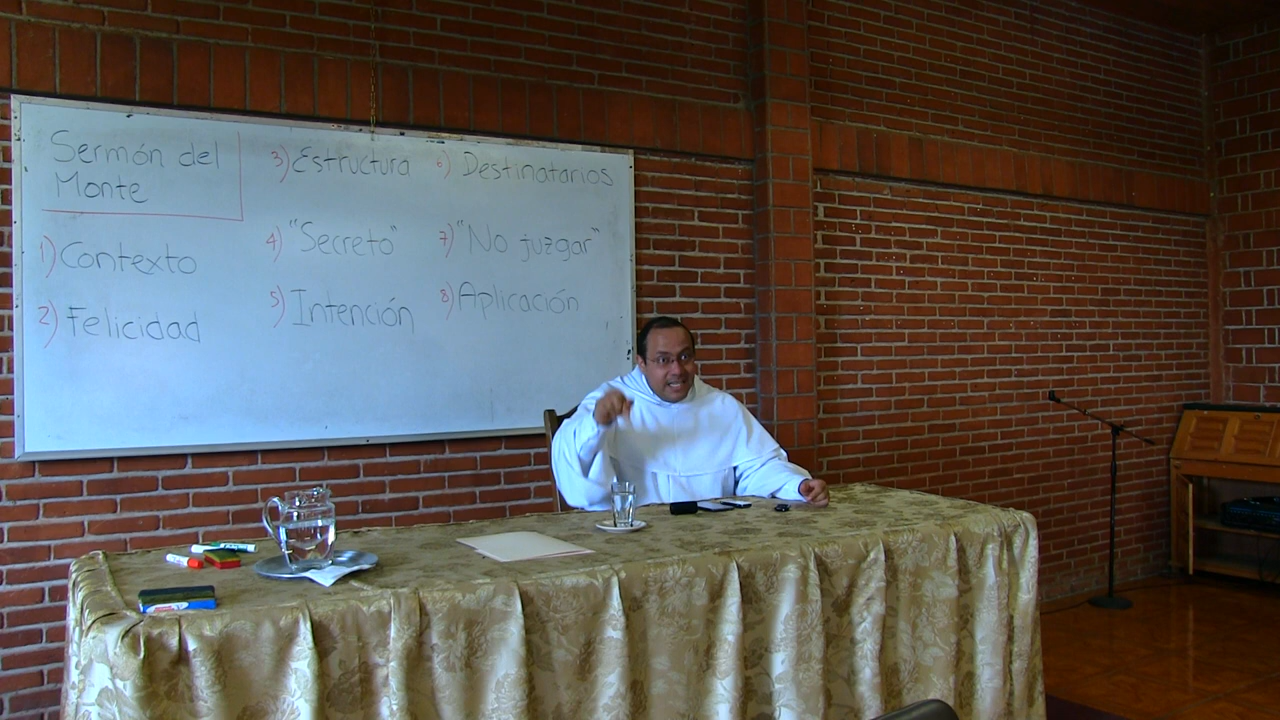 Sermón del
Monte
1) Contexto
2) Felicidad
3) Estructura
4) "Secreto"
5) Intención
6) Destinatarios
7) "No juzgar"
8) Aplicación